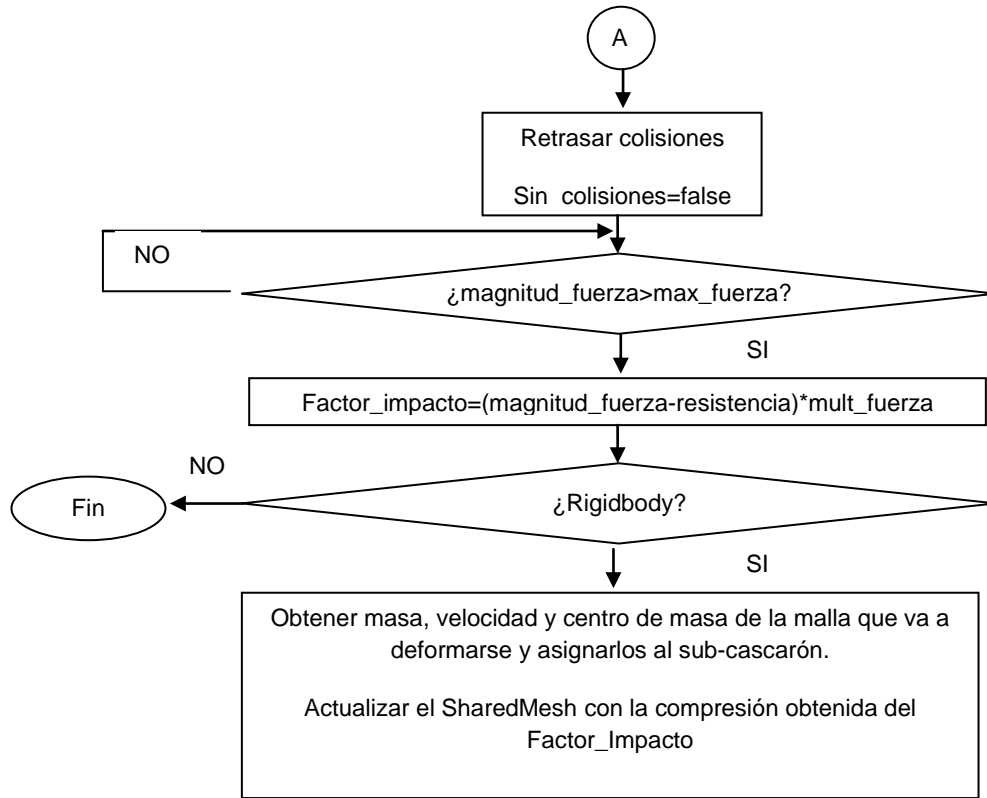 A
Retrasar colisiones
Sin colisiones=false
NO
¿magnitud_fuerza>max_fuerza?
SI
Factor_impacto=(magnitud_fuerza-resistencia)*mult_fuerza
NO
Fin
¿Rigidbody?
SI
Obtener masa, velocidad y centro de masa de la malla que va a
deformarse y asignarlos al sub-cascarón.
Actualizar el SharedMesh con la compresión obtenida del
Factor_Impacto